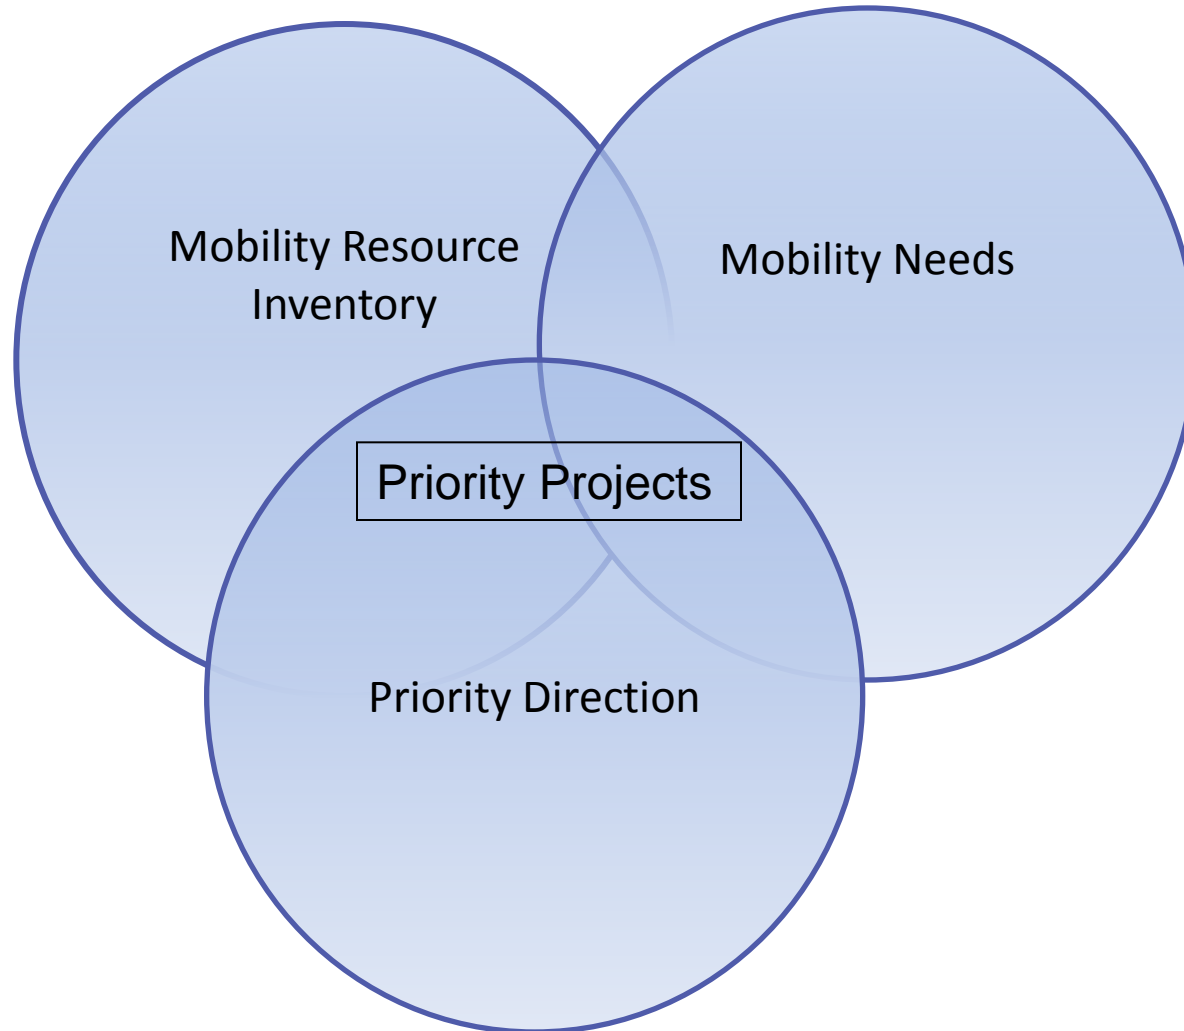 Mobility Resource
Inventory
Mobility Needs
Priority Projects
Priority Direction